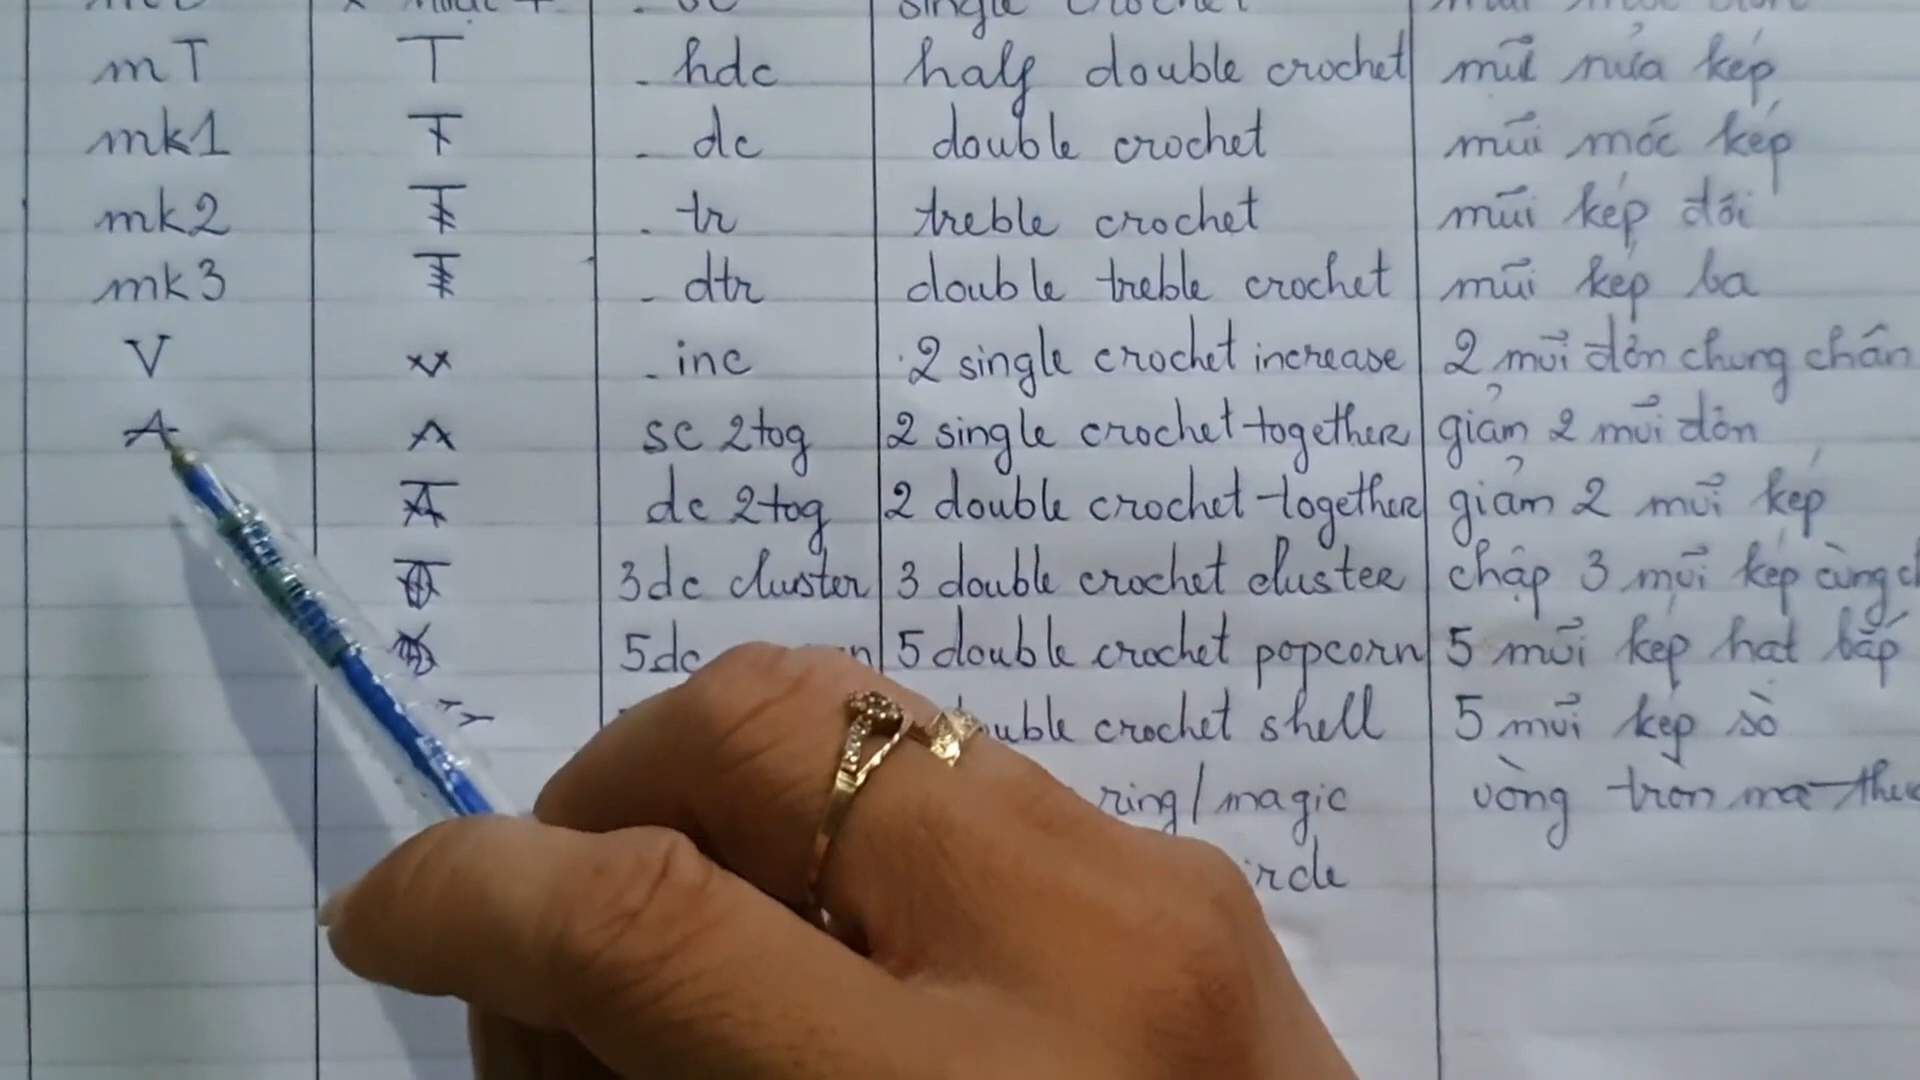 single crochet
mT T hdc half double crochet mũi nửa kép
mk1 dc double crochet mũi móc kép
mk2 tr treble crochet mũi kép đôi
mk3 dtr double treble crochet mũi kép ba
V inc 2 single crochet increase 2 mũi đơn chung chân
A sc 2tog 2 single crochet together giảm 2 mũi đơn
dc 2tog 2 double crochet together giảm 2 mũi kép
3dc cluster 3 double crochet cluster chập 3 mũi kép cùng
5dc 5 double crochet popcorn 5 mũi kép hạt bắp
crochet shell 5 mũi kép sò
ring/magic vòng tròn ma